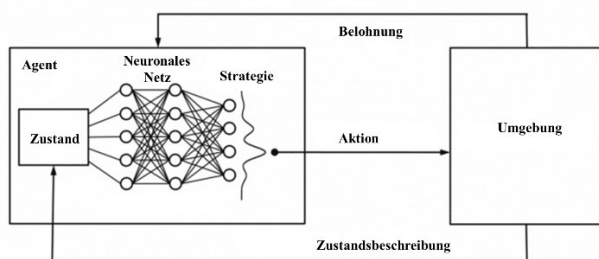 Belohnung
Agent
Neuronales
Netz
Strategie
Zustand
Aktion
Umgebung
Zustandsbeschreibung